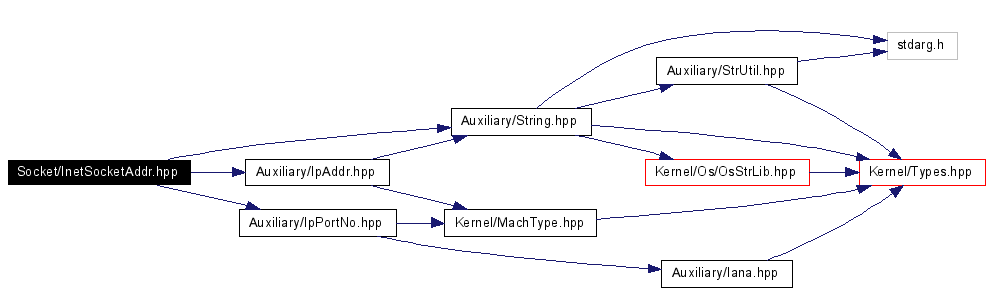 stdarg.h
Auxiliary/StrUtil.hpp
Auxiliary/String.hpp
Socket/InetSocketAddr.hpp
Auxiliary/IpAddr.hpp
Kernel/Os/OsStrLib.hpp
Kernel/Types.hpp
Auxiliary/IpPortNo.hpp
Kernel/MachType.hpp
Auxiliary/Iana.hpp